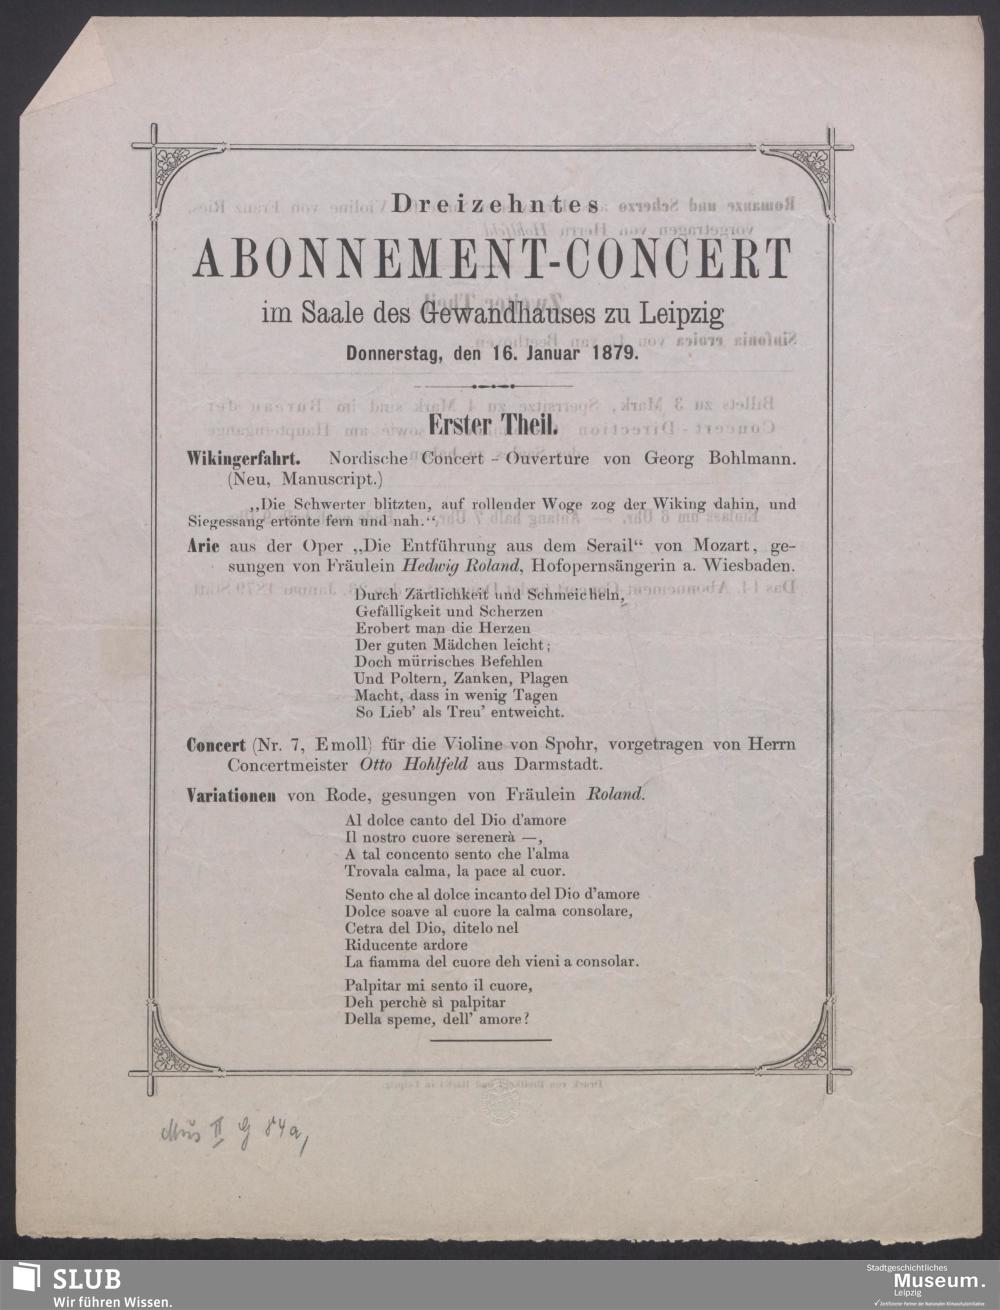 Dreizehntes
ABONNEMENT-CONCERT
im Saale des Gewandhauses zu Leipzig
Donnerstag, den 16. Januar 1879.
Erster Theil.
Wikingerfahrt. Nordische Concert-Ouverture von Georg Bohlmann.
(Neu, Manuscript.)
„Die Schwerter blitzten, auf rollender Woge zog der Wiking dahin, und
Siegessang ertönte fern und nah.“
Arie aus der Oper „Die Entführung aus dem Serail“ von Mozart, ge-
sungen von Fräulein Hedwig Roland, Hofopernsängerin a. Wiesbaden.
Durch Zärtlichkeit und Schmeicheln,
Gefälligkeit und Scherzen
Erobert man die Herzen
Der guten Mädchen leicht;
Doch mürrisches Befehlen
Und Poltern, Zanken, Plagen
Macht, dass in wenig Tagen
So Lieb’ als Treu’ entweicht.
Concert (Nr. 7, Emoll) für die Violine von Spohr, vorgetragen von Herrn
Concertmeister Otto Hohlfeld aus Darmstadt.
Variationen von Rode, gesungen von Fräulein Roland.
Al dolce canto del Dio d’amore
Il nostro cuore serenerà —,
A tal concento sento che l’alma
Trovala calma, la pace al cuor.
Sento che al dolce incanto del Dio d’amore
Dolce soave al cuore la calma consolare,
Cetra del Dio, ditelo nel
Riducente ardore
La fiamma del cuore deh vieni a consolar.
Palpitar mi sento il cuore,
Deh perchè sì palpitar
Della speme, dell’ amore?
Mus II G 84a,
SLUB
Wir führen Wissen.
Stadtgeschichtliches
Museum.
Leipzig
Zertifizierter Partner der Nationalen Klimaschutzinitiative